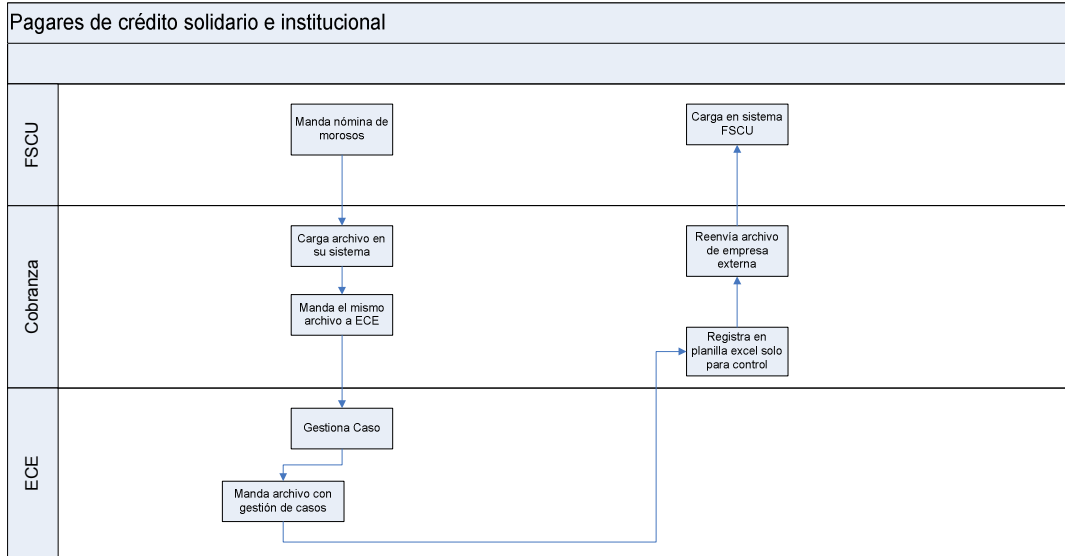 Pagares de crédito solidario e institucional
FSCU
Manda nómina de
morosos
Carga en sistema
FSCU
Cobranza
Carga archivo en
su sistema
Manda el mismo
archivo a ECE
Reenvía archivo
de empresa
externa
Registra en
planilla excel solo
para control
ECE
Gestiona Caso
Manda archivo con
gestión de casos